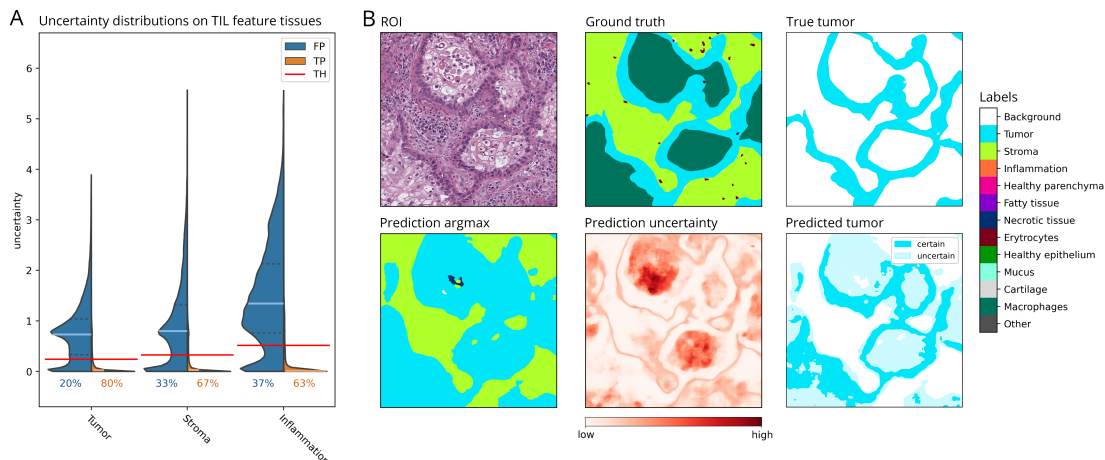 A
Uncertainty distributions on TIL feature tissues
FP
TP
TH
6
5
4
3
2
1
0
uncertainty
20%
80%
33%
67%
37%
63%
Tumor
Stroma
Inflammation
B
ROI
Ground truth
True tumor
Prediction argmax
Prediction uncertainty
Predicted tumor
certain
uncertain
low
high
Labels
Background
Tumor
Stroma
Inflammation
Healthy parenchyma
Fatty tissue
Necrotic tissue
Erytrocytes
Healthy epithelium
Mucus
Cartilage
Macrophages
Other